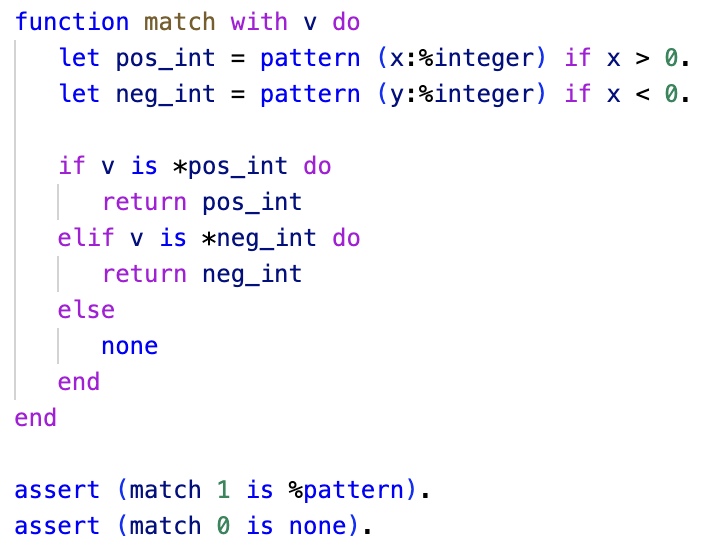 function match with v do
let pos_int = pattern (x:%integer) if x > 0.
let neg_int = pattern (y:%integer) if x < 0.
if v is *pos_int do
return pos_int
elif v is *neg_int do
return neg_int
else
none
end
end
assert (match 1 is %pattern).
assert (match 0 is none).